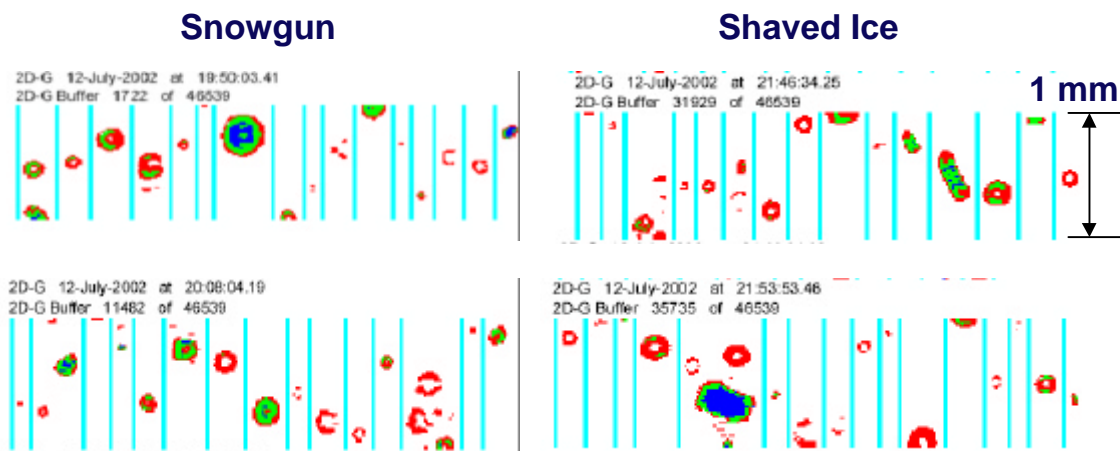 Snowgun
Shaved Ice
2D-G 12-July-2002 at 19:50:03.41
2D-G Buffer 1722 of 46539
2D-G 12-July-2002 at 21:46:34.25
2D-G Buffer 31929 of 46539
1 mm
2D-G 12-July-2002 at 20:08:04.19
2D-G Buffer 11482 of 46539
2D-G 12-July-2002 at 21:53:53.46
2D-G Buffer 35735 of 46539